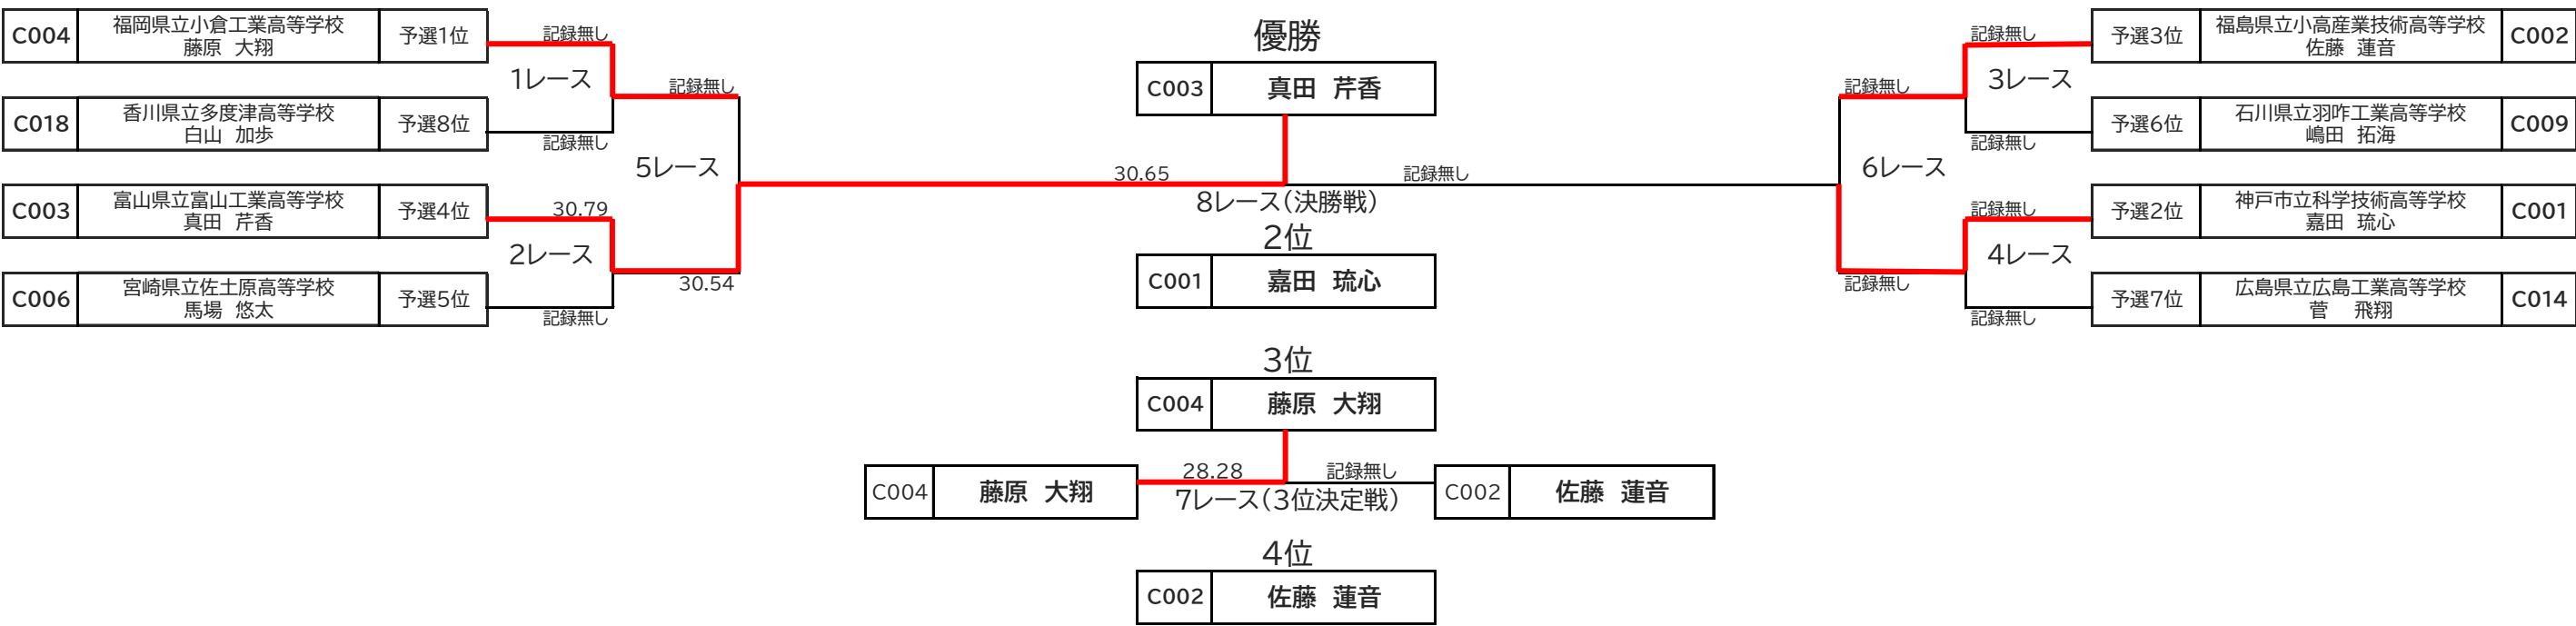 C004
福岡県立小倉工業高等学校
藤原 大翔
予選1位
記録無し
1レース
C018
香川県立多度津高等学校
白山 加歩
予選8位
記録無し
記録無し
5レース
C003
富山県立富山工業高等学校
真田 芹香
予選4位
30.79
2レース
30.54
C006
宮崎県立佐土原高等学校
馬場 悠太
予選5位
記録無し
優勝
C003
真田 芹香
30.65
記録無し
8レース(決勝戦)
2位
C001
嘉田 琉心
3位
C004
藤原 大翔
C004
藤原 大翔
28.28
記録無し
7レース(3位決定戦)
C002
佐藤 蓮音
4位
C002
佐藤 蓮音
記録無し
予選3位
福島県立小高産業技術高等学校
佐藤 蓮音
C002
3レース
記録無し
記録無し
予選6位
石川県立羽咋工業高等学校
嶋田 拓海
C009
6レース
記録無し
予選2位
神戸市立科学技術高等学校
嘉田 琉心
C001
4レース
記録無し
記録無し
予選7位
広島県立広島工業高等学校
菅 飛翔
C014